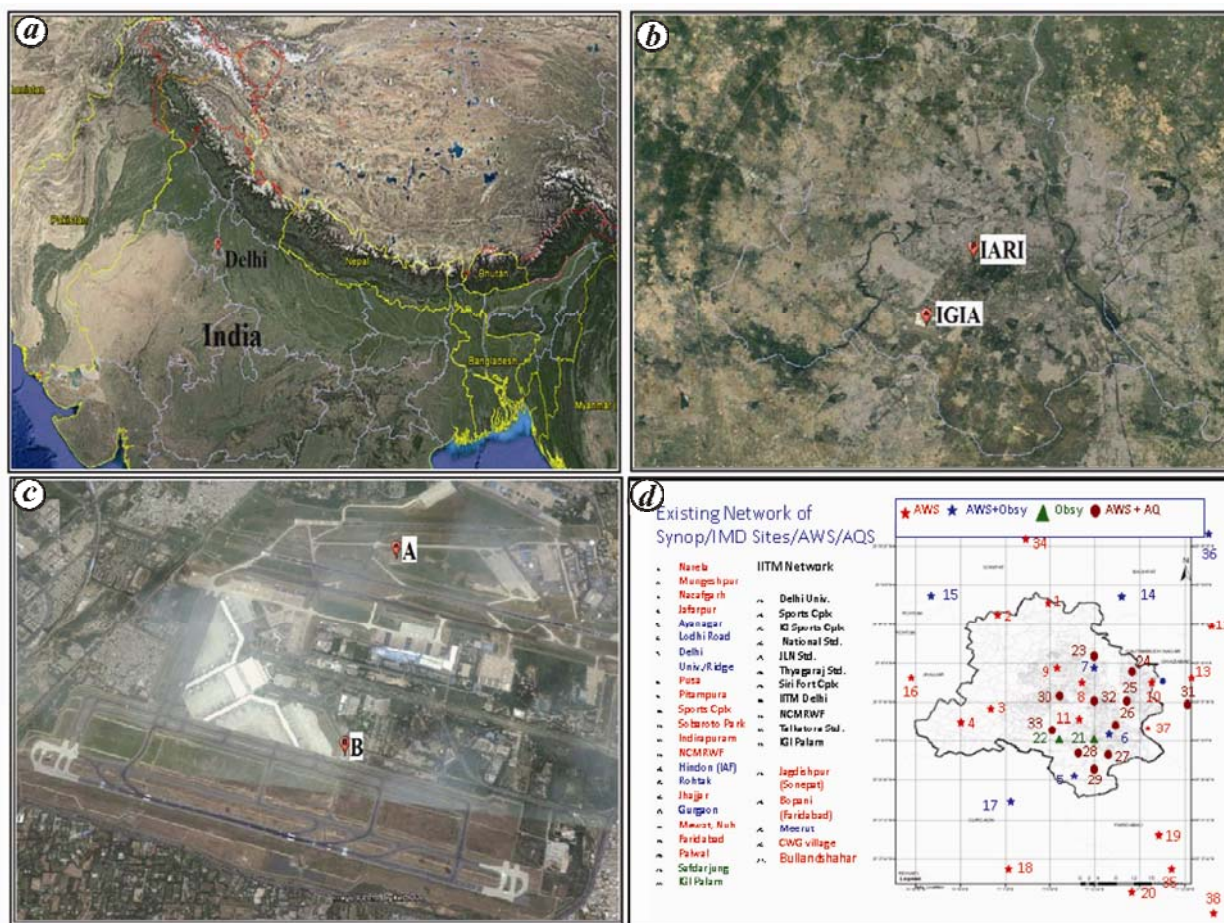 a
Pakistan
Delhi
India
Nepal
Bhutan
Bangladesh
Myanmar
b
IARI
IGIA
c
A
B
d
Existing Network of
Synop/IMD Sites/AWS/AQS
AWS AWS+Obsy Obsy AWS + AQ
Narela
Mungeshpur
Nacafgarh
Jafarpur
Ayanagar
Lodhi Road
Delhi
Univ./Ridge
Pusa
Pitampura
Sports Cplx
Sobaroto Park
Indirapuram
NCMRWF
Hindon (IAF)
Rohtak
Jhajjar
Gurgaon
Mewat, Nuh
Faridabad
Palwal
Safdarjung
IGI Palam
IITM Network
Delhi Univ.
Sports Cplx
IG Sports Cplx
National Std.
JLN Std.
Thyagaraj Std.
Siri Fort Cplx
IITM Delhi
NCMRWF
Talkatora Std.
IGI Palam
Jagdishpur
(Sonepat)
Bopani
(Faridabad)
Meerut
CWG village
Bullandshahar
34
36
15
14
1
2
23
7
24
13
9
16
8
25
10
31
30
32
3
26
11
4
33
37
22
21
6
28
27
5
29
17
19
18
35
20
38
N